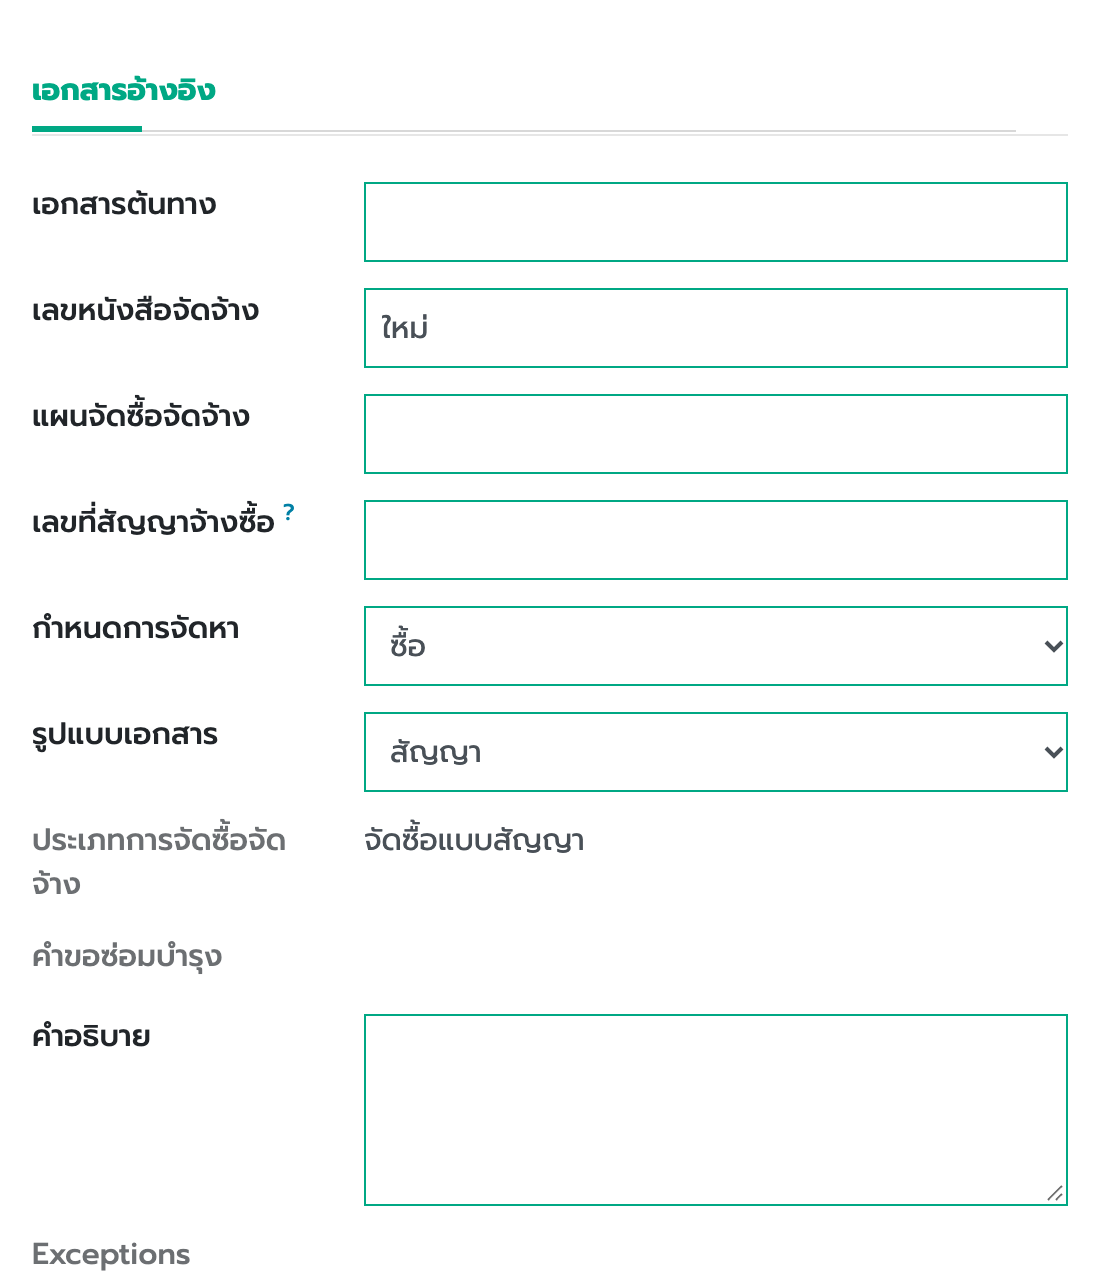 เอกสารอ้างอิง
เอกสารต้นทาง
เลขหนังสือจัดจ้าง
ใหม่
แผนจัดซื้อจัดจ้าง
เลขที่สัญญาจ้างซื้อ ?
กำหนดการจัดหา
ซื้อ
รูปแบบเอกสาร
สัญญา
ประเภทการจัดซื้อจัด
จ้าง
จัดซื้อแบบสัญญา
คำขอซ่อมบำรุง
คำอธิบาย
Exceptions